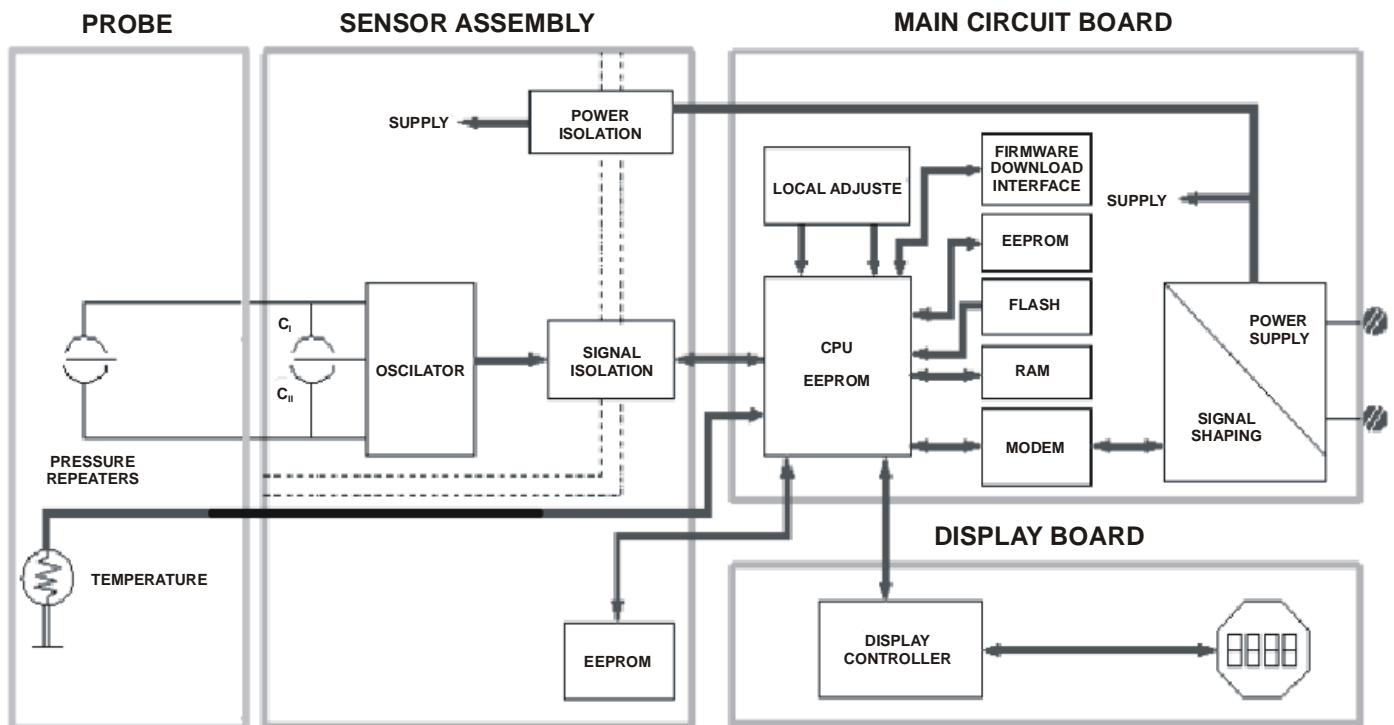 PROBE
SENSOR ASSEMBLY
MAIN CIRCUIT BOARD
SUPPLY
POWER
ISOLATION
LOCAL ADJUSTE
FIRMWARE
DOWNLOAD
INTERFACE
SUPPLY
EEPROM
FLASH
RAM
MODEM
CPU
EEPROM
POWER
SUPPLY
SIGNAL
SHAPING
CI
CII
OSCILATOR
SIGNAL
ISOLATION
PRESSURE
REPEATERS
TEMPERATURE
EEPROM
DISPLAY BOARD
DISPLAY
CONTROLLER
8888